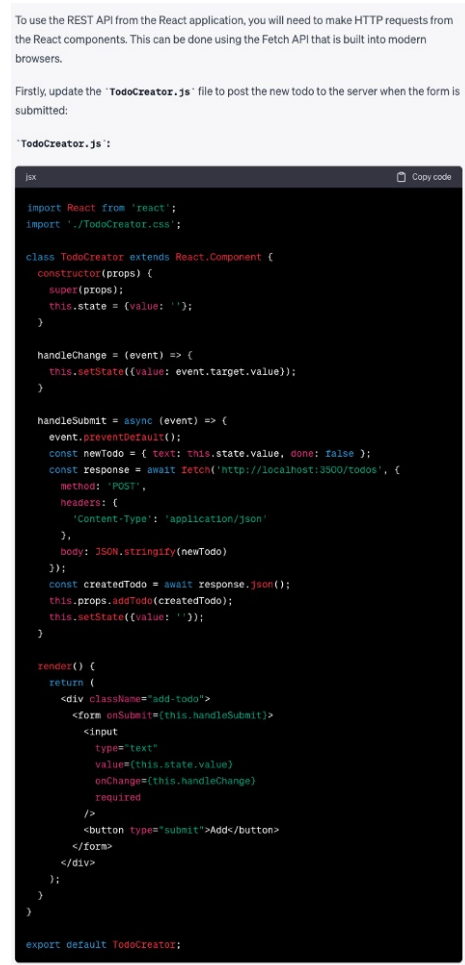 To use the REST API from the React application, you will need to make HTTP requests from
the React components. This can be done using the Fetch API that is built into modern
browsers.
Firstly, update the `TodoCreator.js` file to post the new todo to the server when the form is
submitted:
`TodoCreator.js`:
jsx Copy code
import React from 'react';
import './TodoCreator.css';
class TodoCreator extends React.Component {
  constructor(props) {
    super(props);
    this.state = {value: ''};
  }
  handleChange = (event) => {
    this.setState({value: event.target.value});
  }
  handleSubmit = async (event) => {
    event.preventDefault();
    const newTodo = { text: this.state.value, done: false };
    const response = await fetch('http://localhost:3500/todos', {
      method: 'POST',
      headers: {
        'Content-Type': 'application/json'
      },
      body: JSON.stringify(newTodo)
    });
    const createdTodo = await response.json();
    this.props.addTodo(createdTodo);
    this.setState({value: ''});
  }
  render() {
    return (
      <div className="add-todo">
        <form onSubmit={this.handleSubmit}>
          <input
            type="text"
            value={this.state.value}
            onChange={this.handleChange}
            required
          />
          <button type="submit">Add</button>
        </form>
      </div>
    );
  }
}
export default TodoCreator;